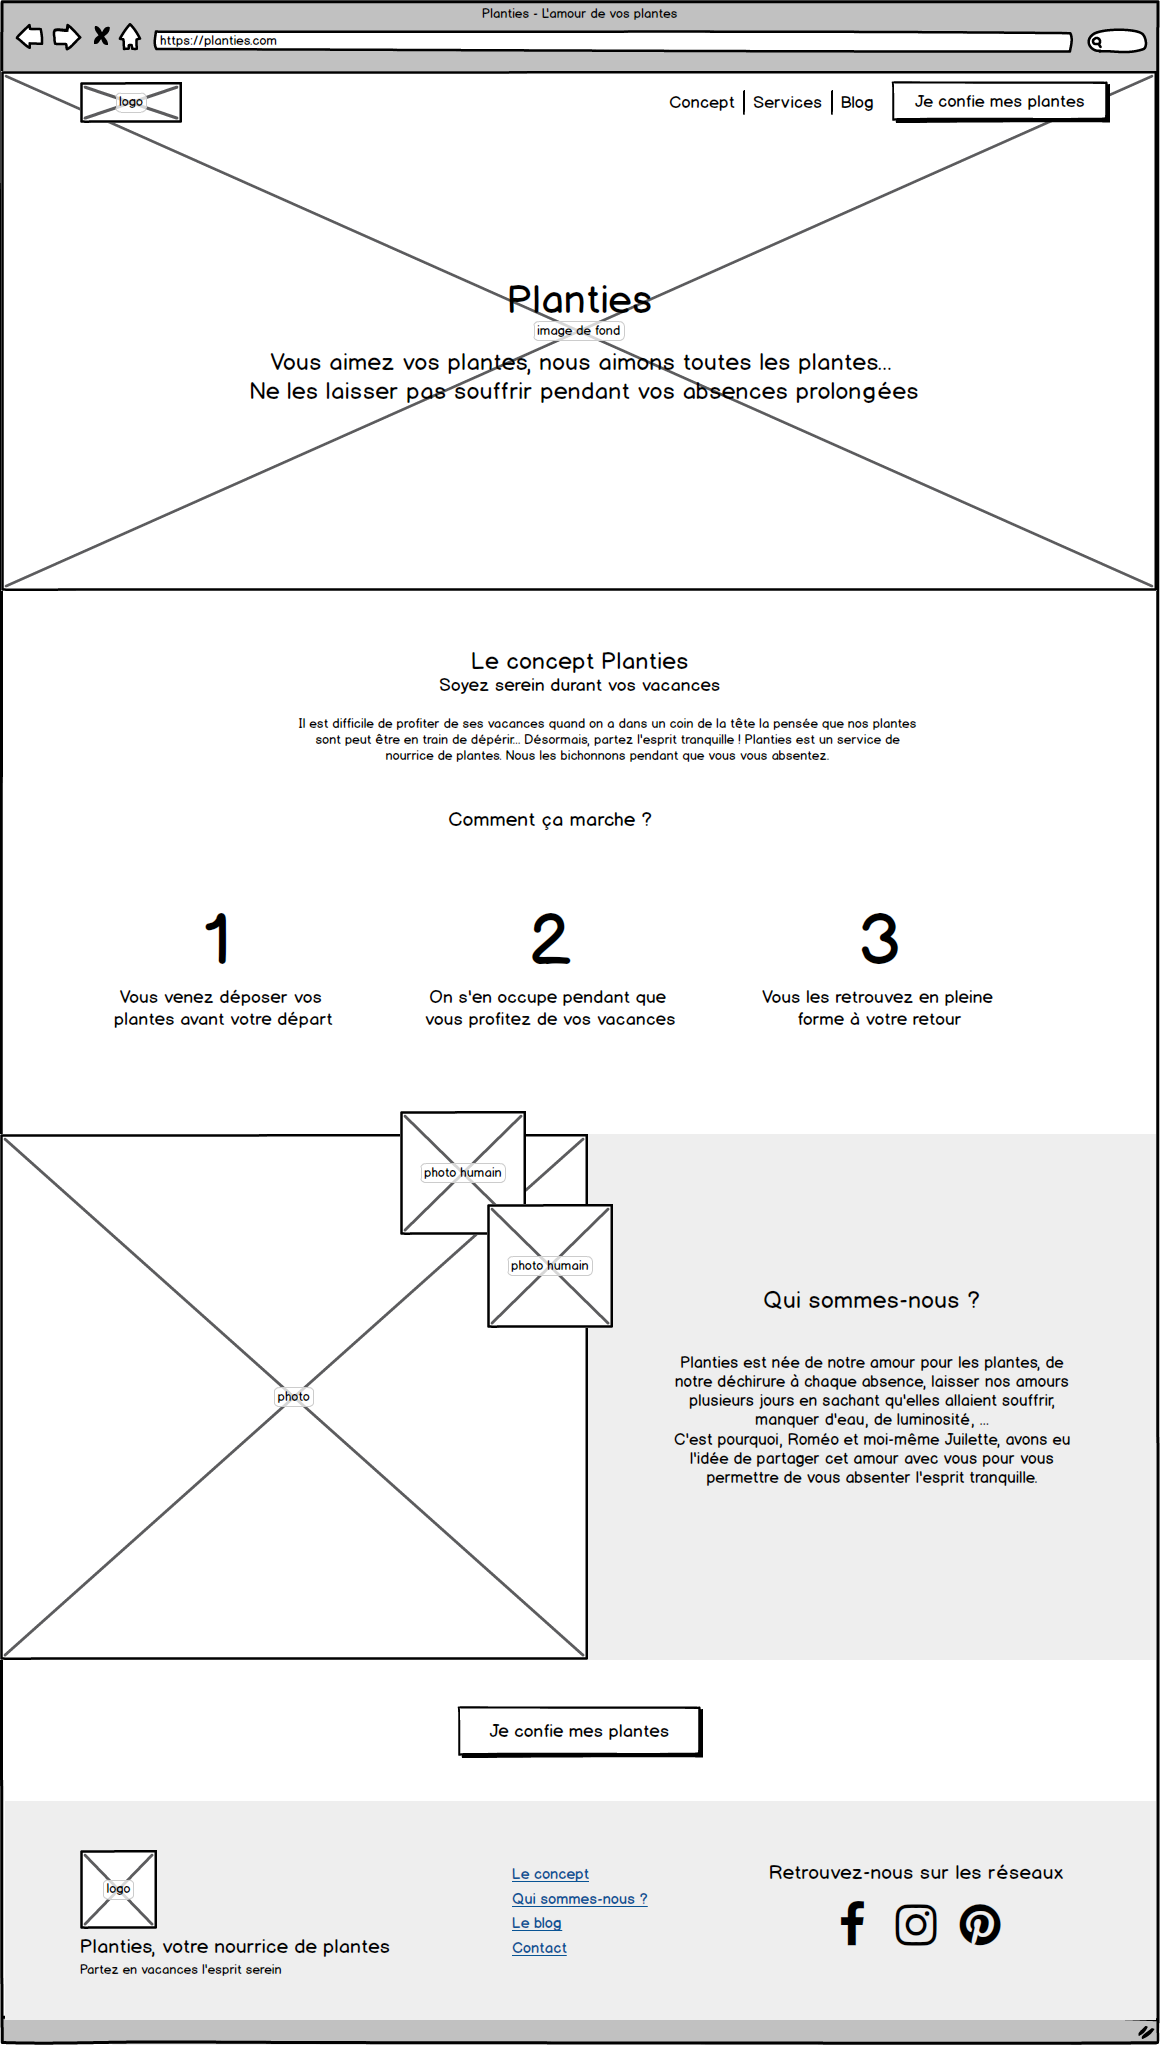 Planties - L'amour de vos plantes
https://planties.com
logo
Concept
Services
Blog
Je confie mes plantes
Planties
image de fond
Vous aimez vos plantes, nous aimons toutes les plantes...
Ne les laisser pas souffrir pendant vos absences prolongées
Le concept Planties
Soyez serein durant vos vacances
Il est difficile de profiter de ses vacances quand on a dans un coin de la tête la pensée que nos plantes
sont peut être en train de dépérir... Désormais, partez l'esprit tranquille ! Planties est un service de
nourrice de plantes. Nous les bichonnons pendant que vous vous absentez.
Comment ça marche ?
1
Vous venez déposer vos
plantes avant votre départ
2
On s'en occupe pendant que
vous profitez de vos vacances
3
Vous les retrouvez en pleine
forme à votre retour
photo humain
photo humain
photo
Qui sommes-nous ?
Planties est née de notre amour pour les plantes, de
notre déchirure à chaque absence, laisser nos amours
plusieurs jours en sachant qu'elles allaient souffrir,
manquer d'eau, de luminosité, ...
C'est pourquoi, Roméo et moi-même Juilette, avons eu
l'idée de partager cet amour avec vous pour vous
permettre de vous absenter l'esprit tranquille.
Je confie mes plantes
logo
Planties, votre nourrice de plantes
Partez en vacances l'esprit serein
Le concept
Qui sommes-nous ?
Le blog
Contact
Retrouvez-nous sur les réseaux